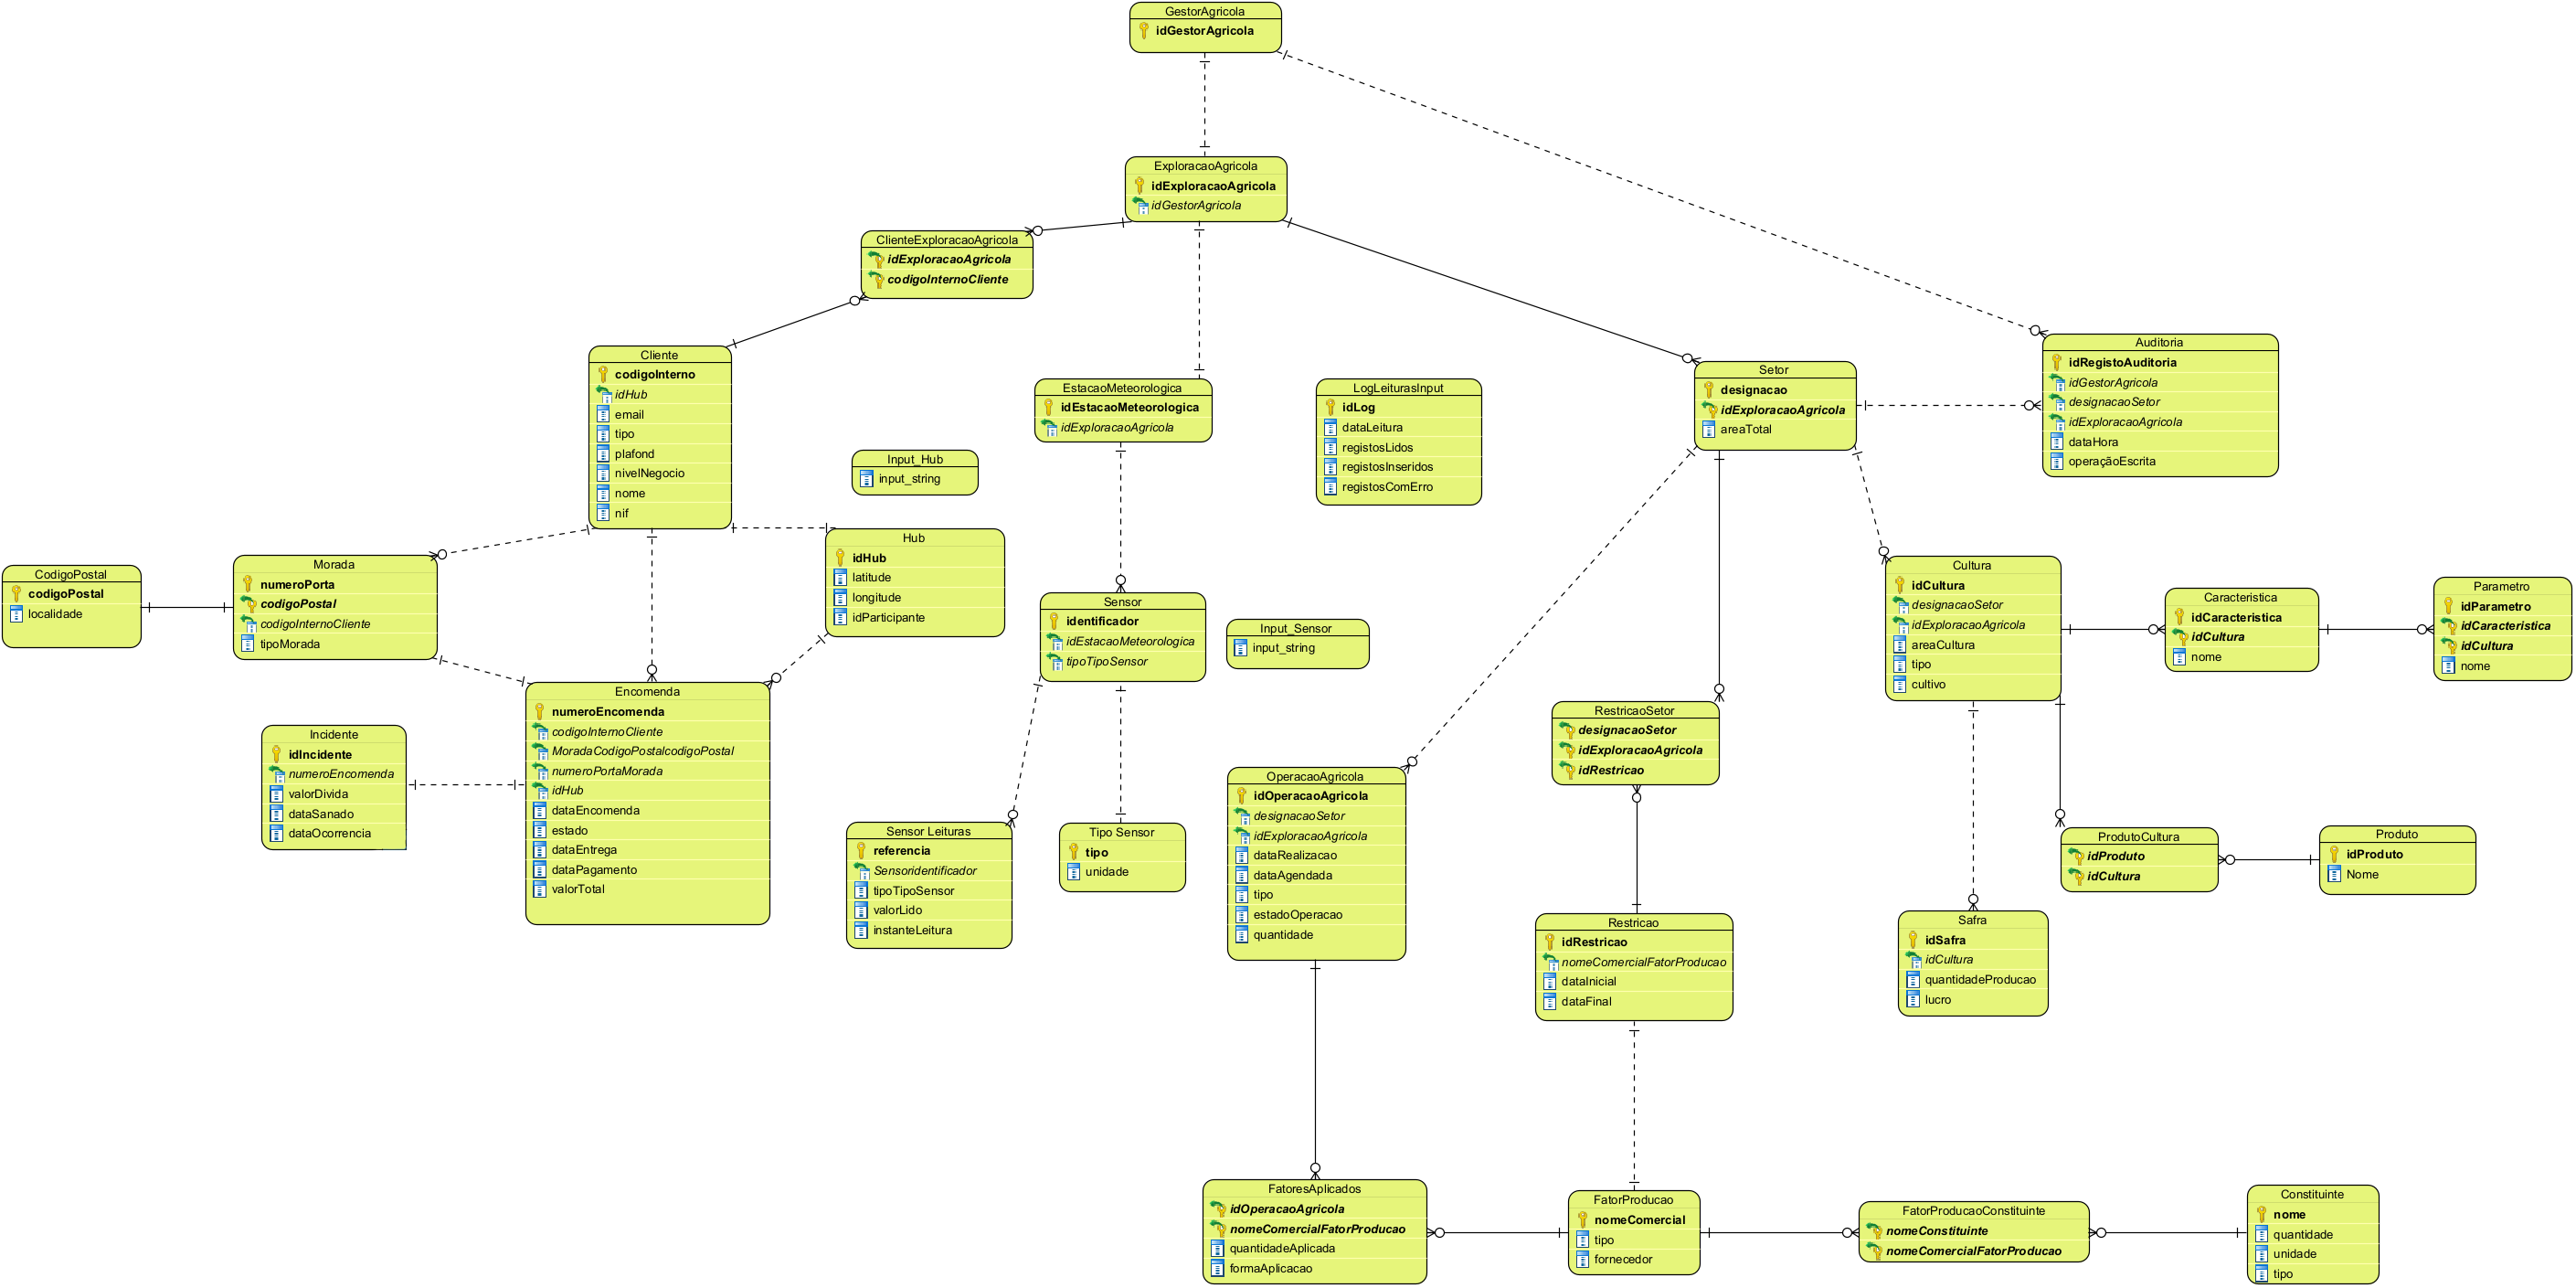 GestorAgricola
idGestorAgricola
ExploracaoAgricola
idExploracaoAgricola
idGestorAgricola
ClienteExploracaoAgricola
idExploracaoAgricola
codigoInternoCliente
Cliente
codigoInterno
idHub
email
tipo
plafond
nivelNegocio
nome
nif
EstacaoMeteorologica
idEstacaoMeteorologica
idExploracaoAgricola
LogLeiturasInput
idLog
dataLeitura
registosLidos
registosInseridos
registosComErro
Setor
designacao
idExploracaoAgricola
areaTotal
Auditoria
idRegistoAuditoria
idGestorAgricola
designacaoSetor
idExploracaoAgricola
dataHora
operaçãoEscrita
Input_Hub
input_string
Hub
idHub
latitude
longitude
idParticipante
CodigoPostal
codigoPostal
localidade
Morada
numeroPorta
codigoPostal
codigoInternoCliente
tipoMorada
Sensor
identificador
idEstacaoMeteorologica
tipoTipoSensor
Input_Sensor
input_string
Cultura
idCultura
designacaoSetor
idExploracaoAgricola
areaCultura
tipo
cultivo
Caracteristica
idCaracteristica
idCultura
nome
Parametro
idParametro
idCaracteristica
idCultura
nome
Encomenda
numeroEncomenda
codigoInternoCliente
MoradaCodigoPostalcodigoPostal
numeroPortaMorada
idHub
dataEncomenda
estado
dataEntrega
dataPagamento
valorTotal
Incidente
idIncidente
numeroEncomenda
valorDivida
dataSanado
dataOcorrencia
RestricaoSetor
designacaoSetor
idExploracaoAgricola
idRestricao
OperacaoAgricola
idOperacaoAgricola
designacaoSetor
idExploracaoAgricola
dataRealizacao
dataAgendada
tipo
estadoOperacao
quantidade
Sensor Leituras
referencia
Sensoridentificador
tipoTipoSensor
valorLido
instanteLeitura
Tipo Sensor
tipo
unidade
ProdutoCultura
idProduto
idCultura
Produto
idProduto
Nome
Restricao
idRestricao
nomeComercialFatorProducao
dataInicial
dataFinal
Safra
idSafra
idCultura
quantidadeProducao
lucro
FatoresAplicados
idOperacaoAgricola
nomeComercialFatorProducao
quantidadeAplicada
formaAplicacao
FatorProducao
nomeComercial
tipo
fornecedor
FatorProducaoConstituinte
nomeConstituinte
nomeComercialFatorProducao
Constituinte
nome
quantidade
unidade
tipo